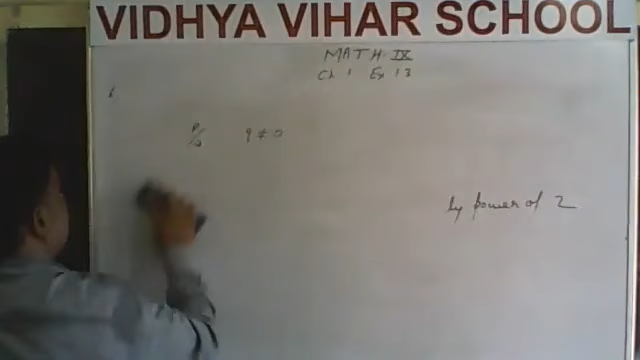 VIDHYA VIHAR SCHOOL
MATH IX
Ch 1 Ex 1.3
P/q q ≠ 0
by power of 2